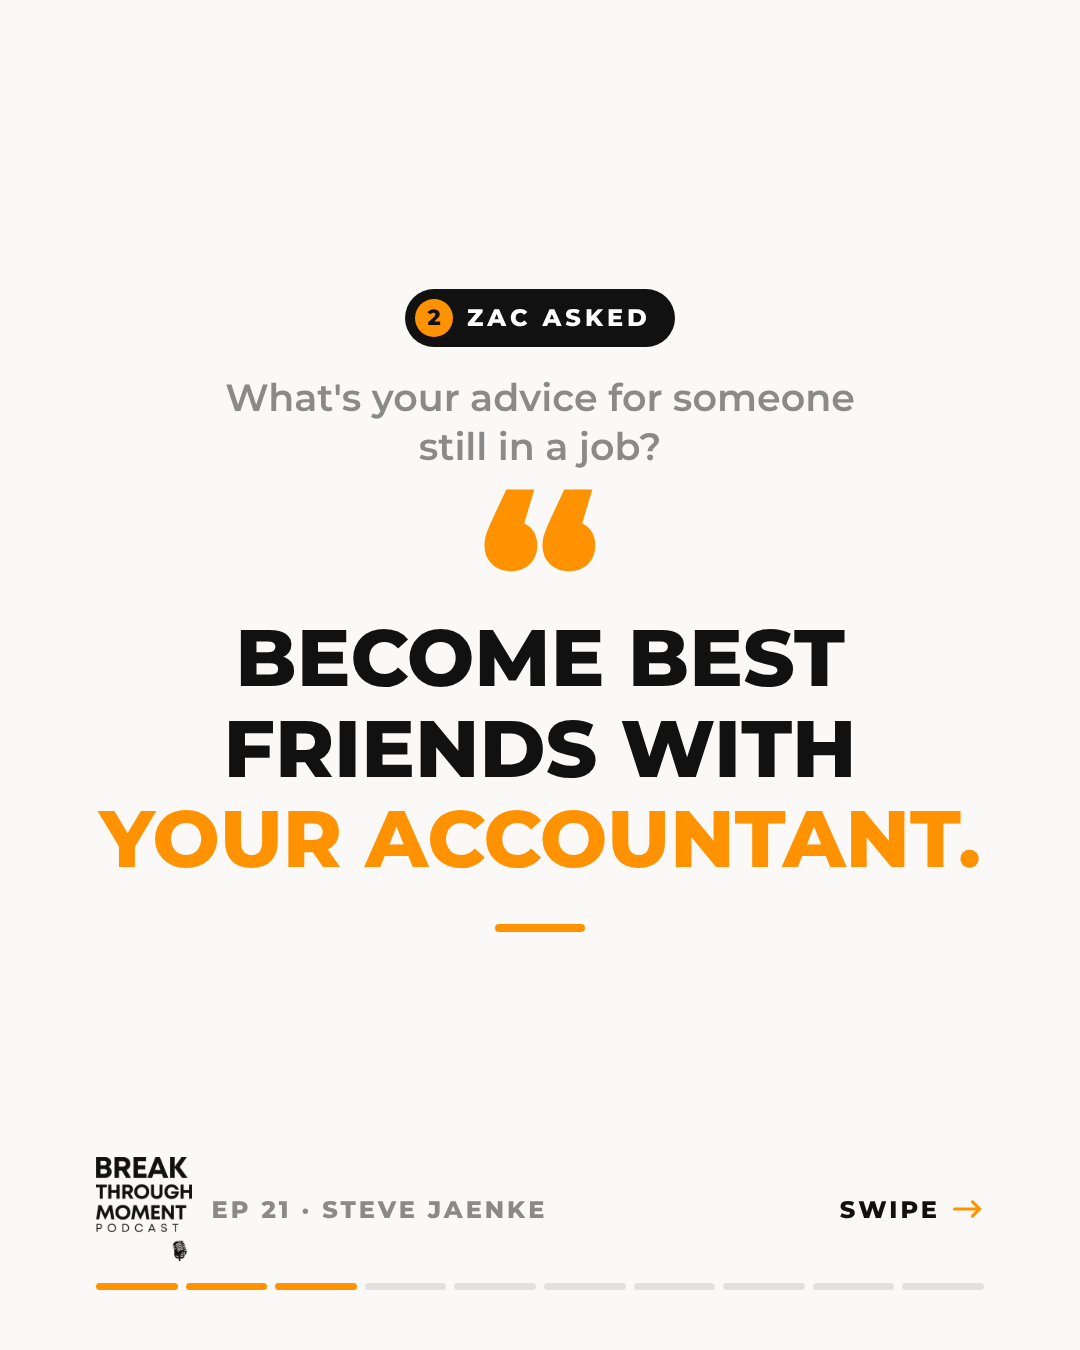 2 ZAC ASKED
What's your advice for someone
still in a job?
“
BECOME BEST
FRIENDS WITH
YOUR ACCOUNTANT.
BREAK
THROUGH
MOMENT
PODCAST
EP 21 · STEVE JAENKE
SWIPE →